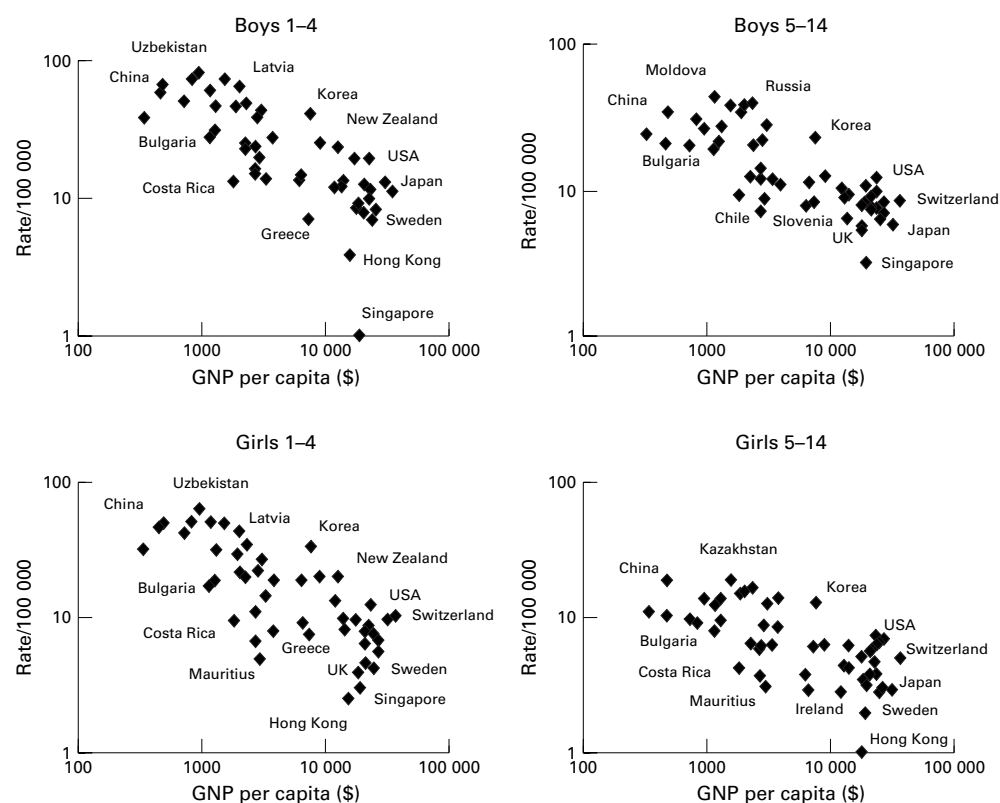 Boys 1–4
Rate/100 000
100
10
1
Uzbekistan
China
Latvia
Korea
New Zealand
Bulgaria
USA
Costa Rica
Japan
Greece
Sweden
Hong Kong
Singapore
100 1000 10 000 100 000
GNP per capita ($)
Boys 5–14
Rate/100 000
100
10
1
Moldova
Russia
China
Korea
Bulgaria
USA
Switzerland
Chile
Slovenia
UK
Japan
Singapore
100 1000 10 000 100 000
GNP per capita ($)
Girls 1–4
Rate/100 000
100
10
1
Uzbekistan
China
Latvia
Korea
New Zealand
Bulgaria
USA
Switzerland
Costa Rica
Greece
Mauritius
UK
Sweden
Singapore
Hong Kong
100 1000 10 000 100 000
GNP per capita ($)
Girls 5–14
Rate/100 000
100
10
1
Kazakhstan
China
Korea
USA
Bulgaria
Switzerland
Costa Rica
Japan
Mauritius
Ireland
Sweden
Hong Kong
100 1000 10 000 100 000
GNP per capita ($)